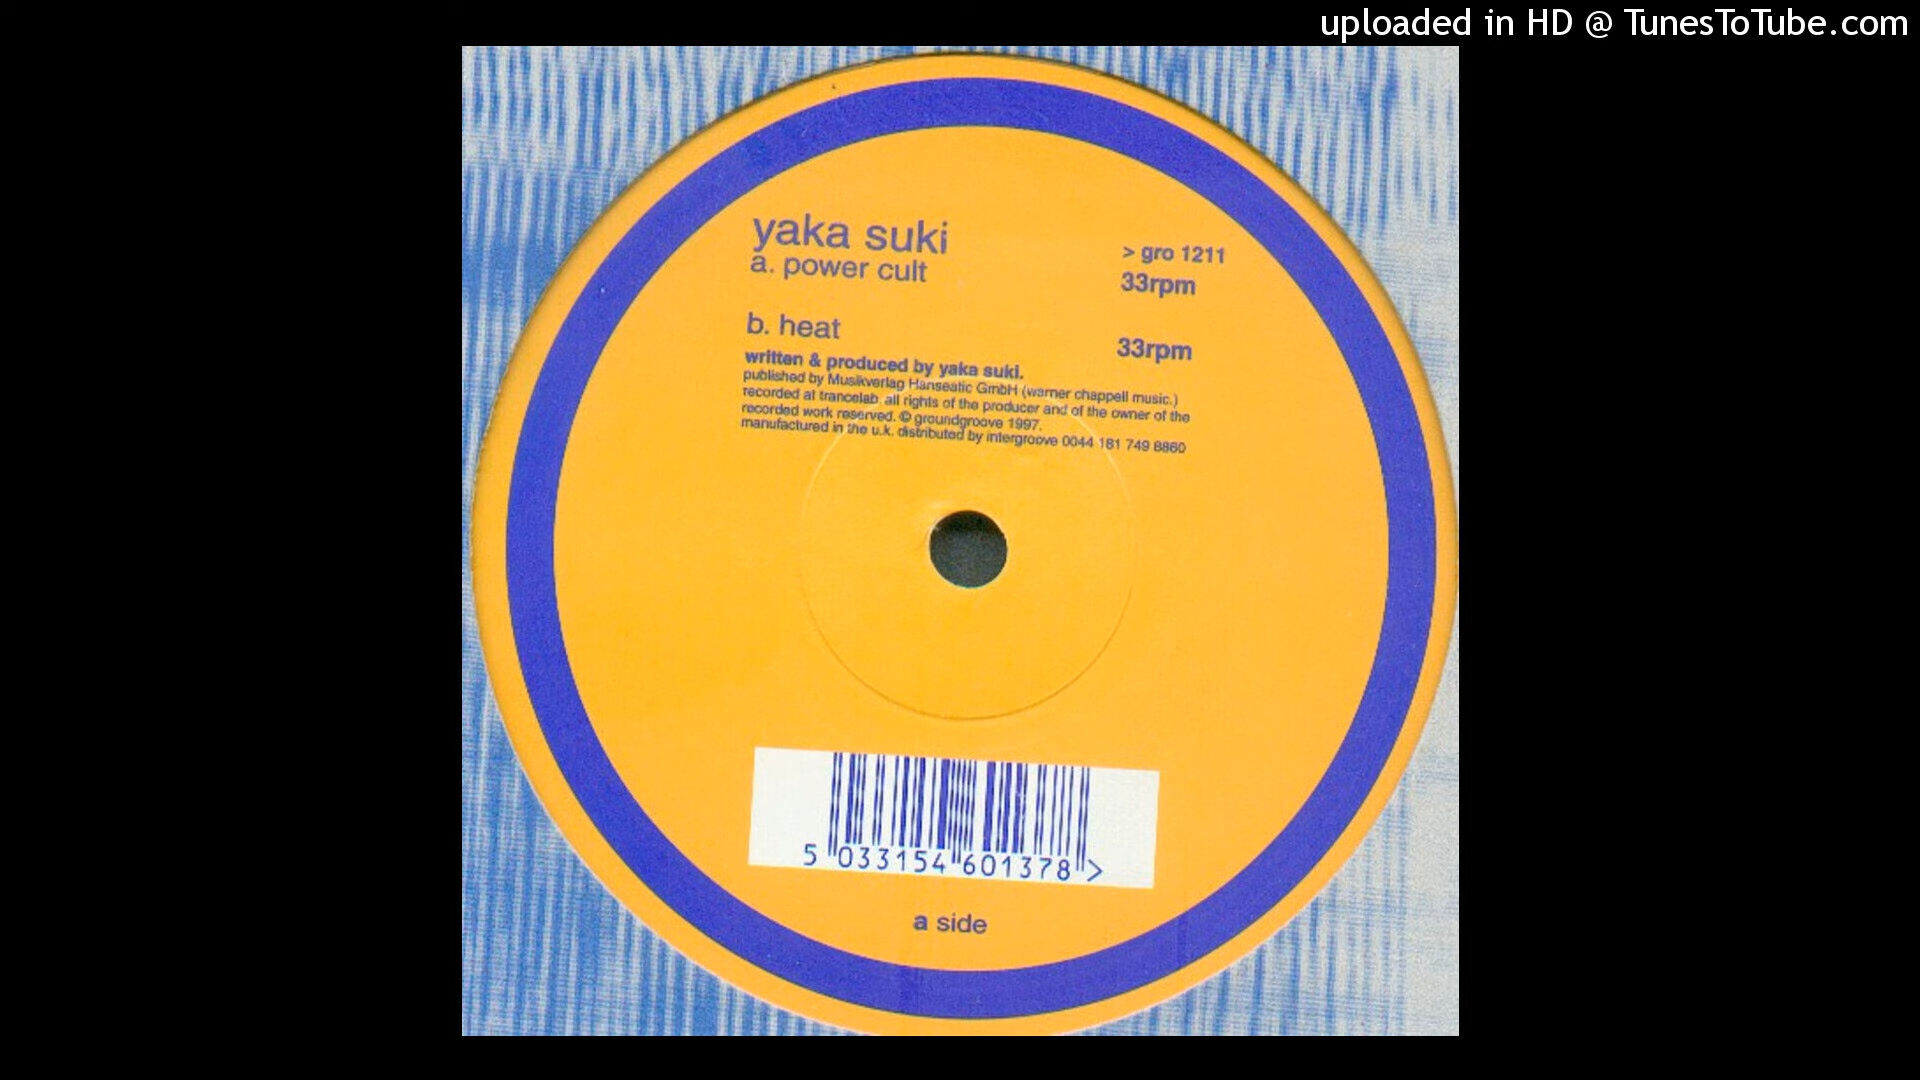 uploaded in HD @ TunesToTube.com
yaka suki
a. power cult
> gro 1211
33rpm
b. heat
33rpm
written & produced by yaka suki.
published by Musikverlag Hanseatic GmbH (warner chappell music.)
recorded at trancelab. all rights of the producer and of the owner of the
recorded work reserved. © groundgroove 1997.
manufactured in the u.k. distributed by intergroove 0044 181 749 8860
5 033154 601378 >
a side